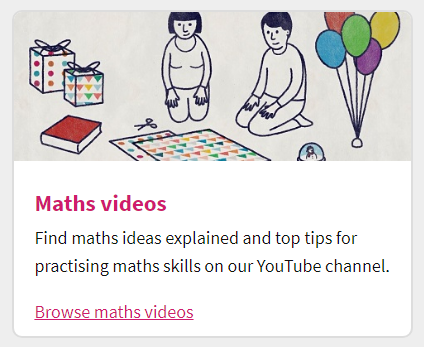 Maths videos
Find maths ideas explained and top tips for
practising maths skills on our YouTube channel.
Browse maths videos